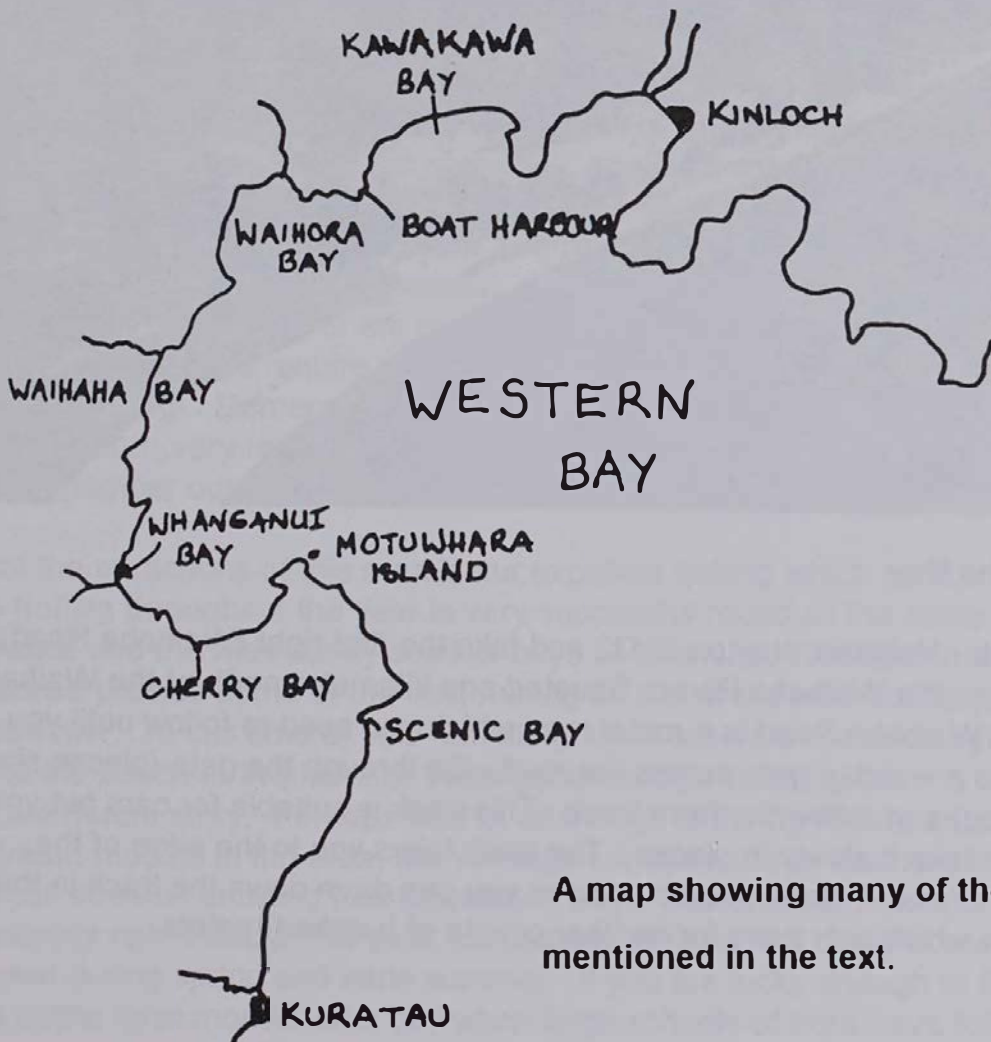 KAWAKAWA
BAY
KINLOCH
WAIHORA
BAY
BOAT HARBOUR
WAIHAHA BAY
WESTERN
BAY
WHANGANUI
BAY
MOTUWHARA
ISLAND
CHERRY BAY
SCENIC BAY
A map showing many of th
mentioned in the text.
KURATAU